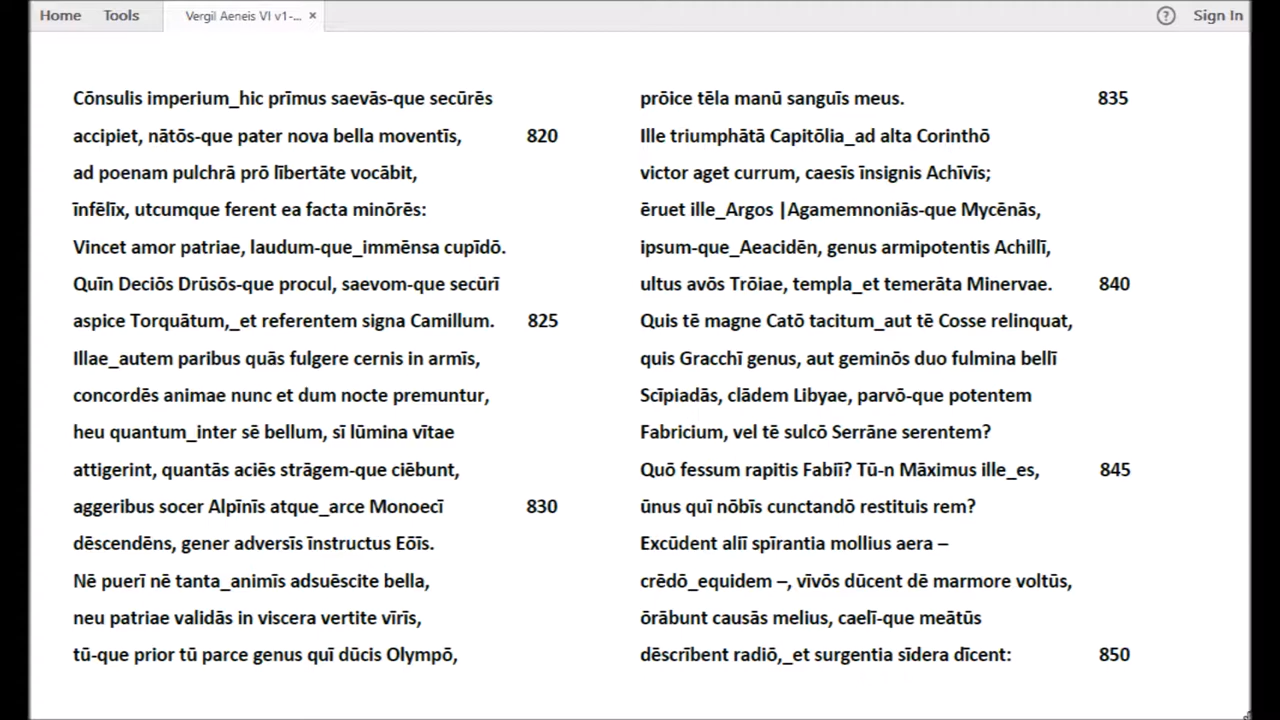 Home Tools Vergil Aeneis VI v1-... × ? Sign In
Cōnsulis imperium_hic prīmus saevās-que secūrēs
accipiet, nātōs-que pater nova bella moventīs, 820
ad poenam pulchrā prō lībertāte vocābit,
īnfēlīx, utcumque ferent ea facta minōrēs:
Vincet amor patriae, laudum-que_immēnsa cupīdō.
Quīn Deciōs Drūsōs-que procul, saevom-que secūrī
aspice Torquātum,_et referentem signa Camillum. 825
Illae_autem paribus quās fulgere cernis in armīs,
concordēs animae nunc et dum nocte premuntur,
heu quantum_inter sē bellum, sī lūmina vītae
attigerint, quantās aciēs strāgem-que ciēbunt,
aggeribus socer Alpīnīs atque_arce Monoecī 830
dēscendēns, gener adversīs īnstructus Eōīs.
Nē puerī nē tanta_animīs adsuēscite bella,
neu patriae validās in viscera vertite vīrīs,
tū-que prior tū parce genus quī dūcis Olympō,
prōice tēla manū sanguīs meus. 835
Ille triumphātā Capitōlia_ad alta Corinthō
victor aget currum, caesīs īnsignis Achīvīs;
ēruet ille_Argos |Agamemnoniās-que Mycēnās,
ipsum-que_Aeacidēn, genus armipotentis Achillī,
ultus avōs Trōiae, templa_et temerāta Minervae. 840
Quis tē magne Catō tacitum_aut tē Cosse relinquat,
quis Gracchī genus, aut geminōs duo fulmina bellī
Scīpiadās, clādem Libyae, parvō-que potentem
Fabricium, vel tē sulcō Serrāne serentem?
Quō fessum rapitis Fabiī? Tū-n Māximus ille_es, 845
ūnus quī nōbīs cunctandō restituis rem?
Excūdent aliī spīrantia mollius aera –
crēdō_equidem –, vīvōs dūcent dē marmore voltūs,
ōrābunt causās melius, caelī-que meātūs
dēscrībent radiō,_et surgentia sīdera dīcent: 850